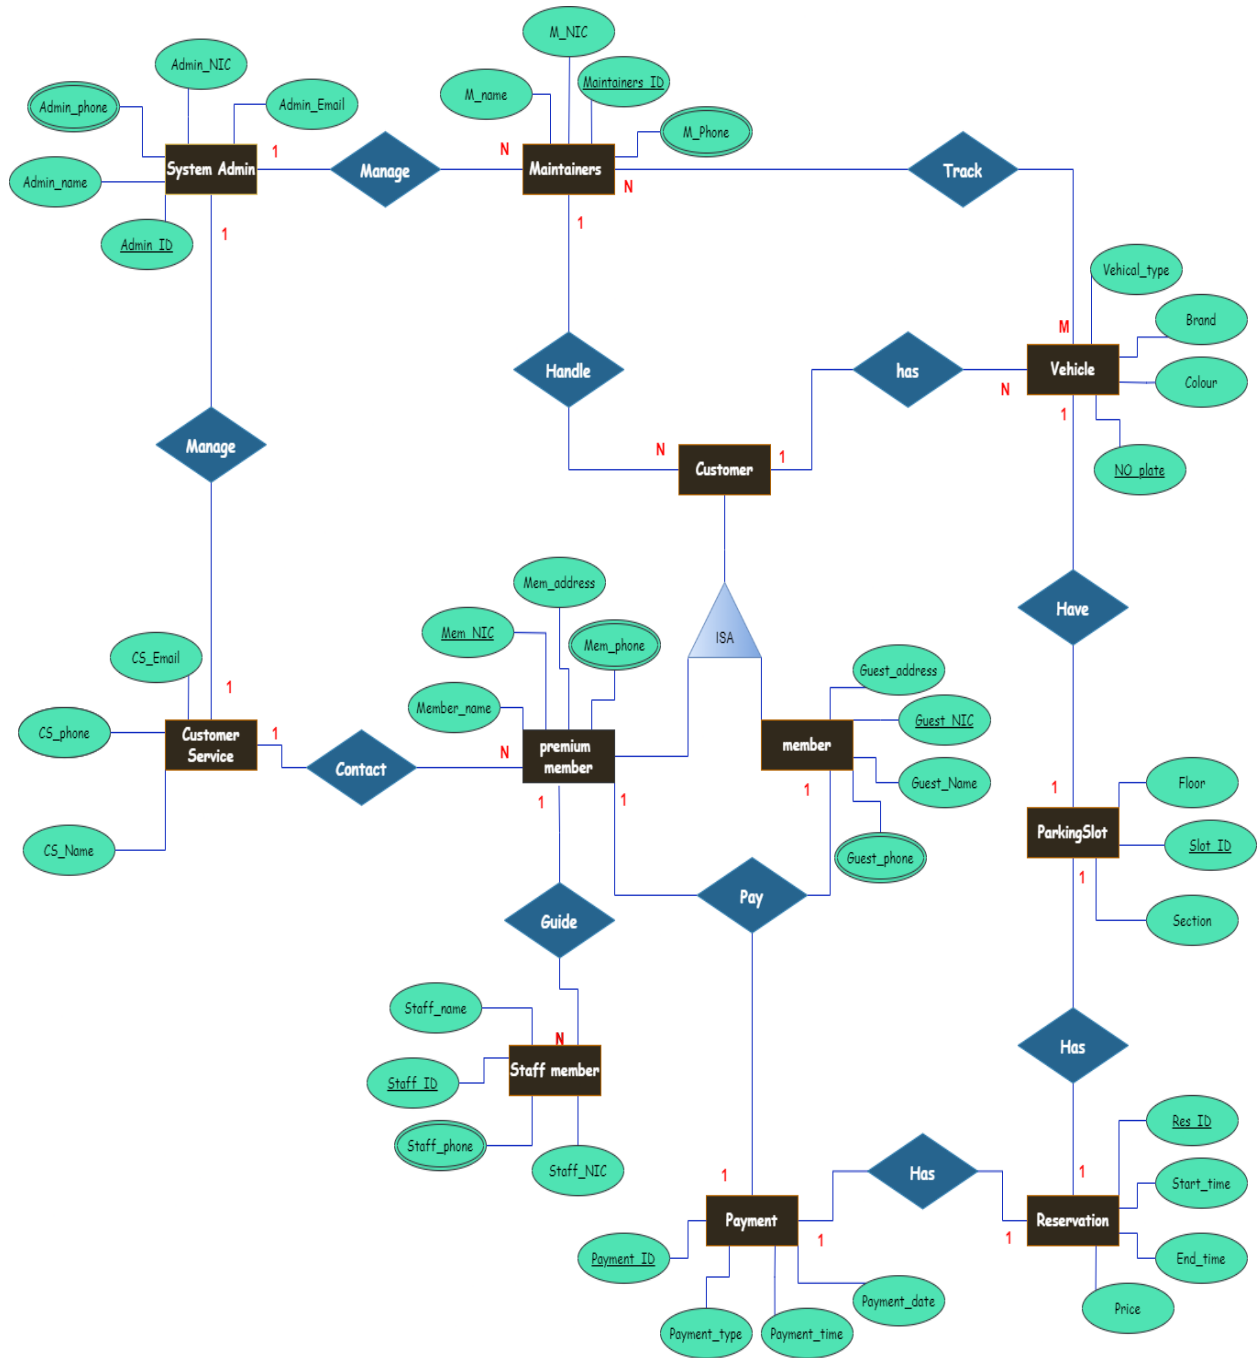 M_NIC
Admin_NIC
Maintainers_ID
M_name
Admin_Email
Admin_phone
M_Phone
1
N
System Admin
Manage
Maintainers
Track
Admin_name
N
1
1
Admin_ID
Vehical_type
Brand
M
Handle
has
Vehicle
Colour
N
1
Manage
N
1
Customer
NO_plate
Mem_address
Have
Mem_NIC
Mem_phone
ISA
CS_Email
Guest_address
1
Member_name
Guest_NIC
CS_phone
1
N
Customer
Service
premium
member
member
Contact
Guest_Name
Floor
1
1
1
1
ParkingSlot
Slot_ID
CS_Name
Guest_phone
1
Pay
Guide
Section
Staff_name
N
Has
Staff member
Staff_ID
Res_ID
Staff_phone
Staff_NIC
1
Has
1
Start_time
Payment
Reservation
1
1
Payment_ID
End_time
Payment_date
Price
Payment_type
Payment_time